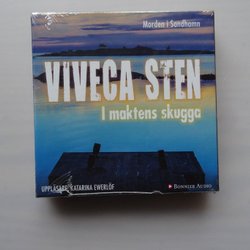 Morden i Sandhamn
VIVECA STEN
I maktens skugga
UPPLÄSARE: KATARINA EWERLÖF
BONNIER AUDIO